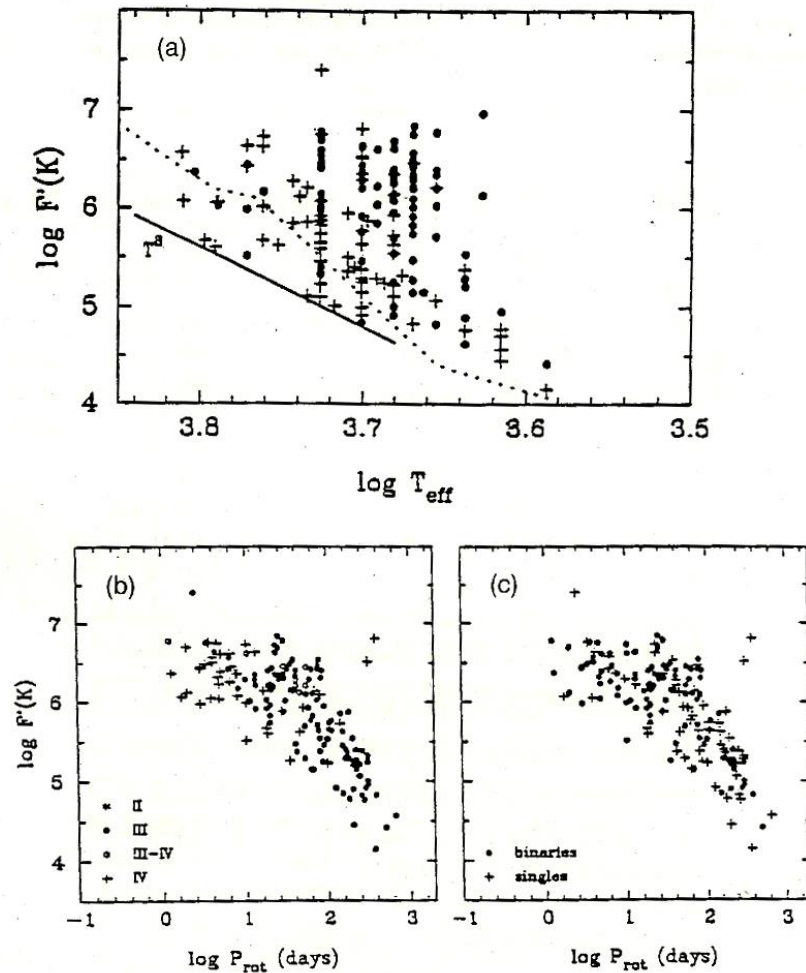 (a)
7
6
5
4
log F'(K)
T⁸
3.8 3.7 3.6 3.5
log T_eff
(b)
7
6
5
4
log F'(K)
II
III
III-IV
IV
-1 0 1 2 3
log P_rot (days)
(c)
binaries
singles
-1 0 1 2 3
log P_rot (days)